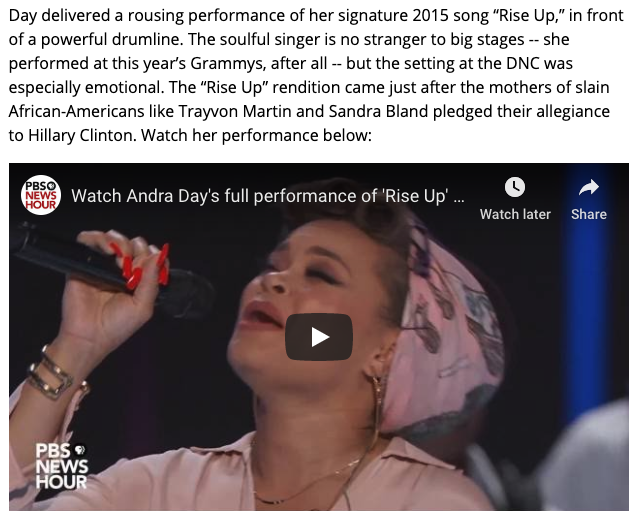 Day delivered a rousing performance of her signature 2015 song “Rise Up,” in front
of a powerful drumline. The soulful singer is no stranger to big stages -- she
performed at this year’s Grammys, after all -- but the setting at the DNC was
especially emotional. The “Rise Up” rendition came just after the mothers of slain
African-Americans like Trayvon Martin and Sandra Bland pledged their allegiance
to Hillary Clinton. Watch her performance below:
PBS
NEWS
HOUR
Watch Andra Day's full performance of 'Rise Up' ...
Watch later
Share
PBS
NEWS
HOUR